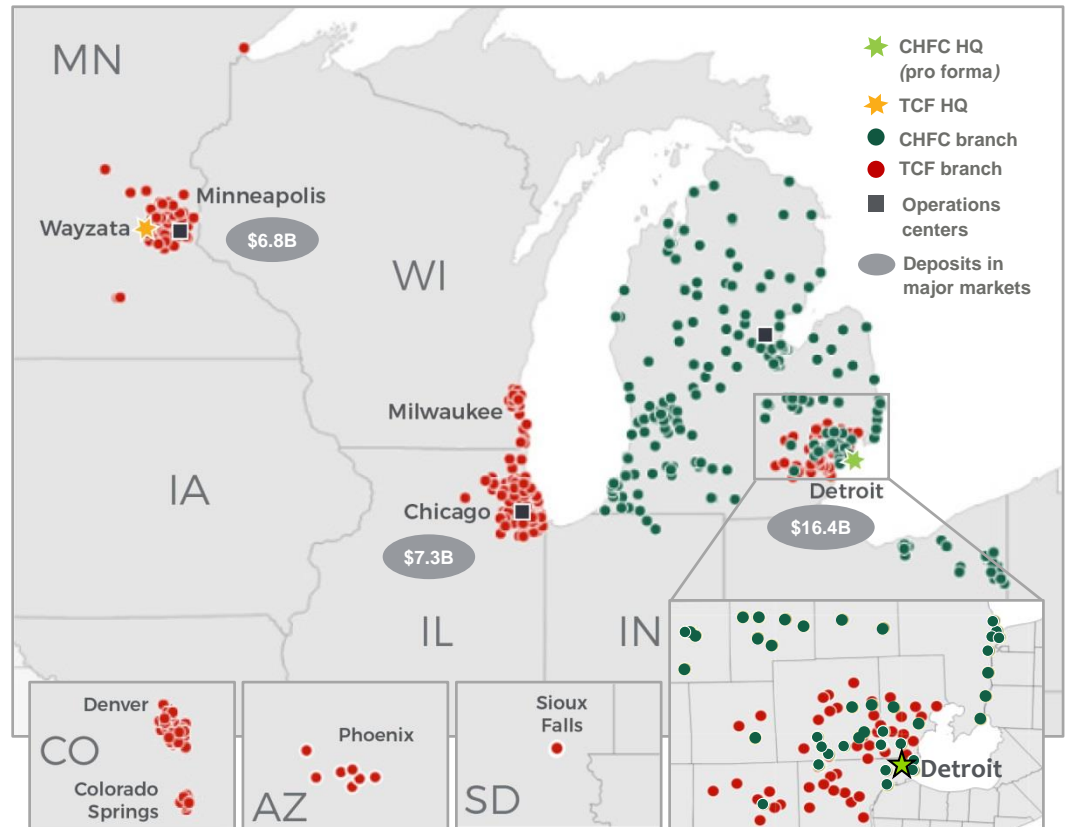 MN
CHFC HQ
(pro forma)
TCF HQ
CHFC branch
TCF branch
Operations
centers
Deposits in
major markets
Minneapolis
Wayzata
$6.8B
WI
Milwaukee
IA
Chicago
$7.3B
Detroit
$16.4B
IL
IN
Denver
CO
Colorado
Springs
Phoenix
AZ
Sioux
Falls
SD
Detroit